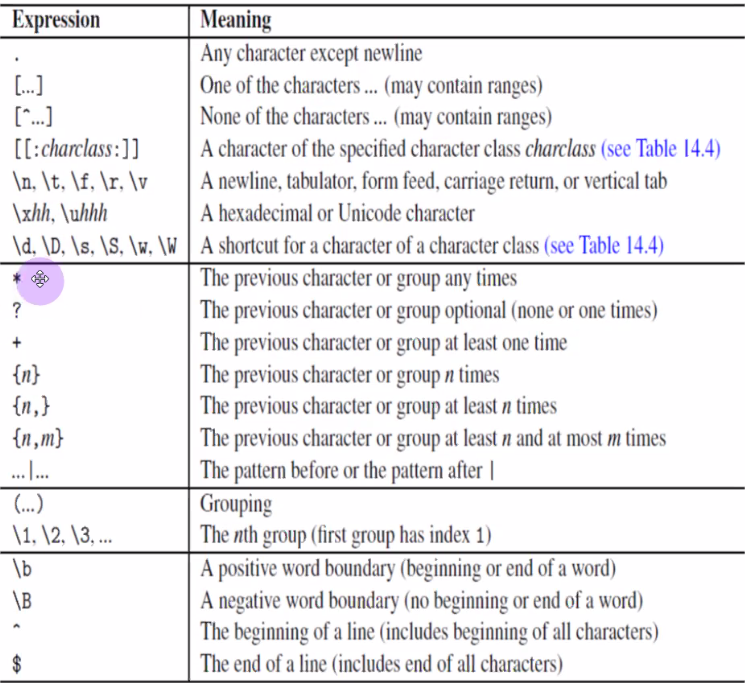 Expression Meaning
. Any character except newline
[...] One of the characters ... (may contain ranges)
[^...] None of the characters ... (may contain ranges)
[[:charclass:]] A character of the specified character class charclass (see Table 14.4)
\n, \t, \f, \r, \v A newline, tabulator, form feed, carriage return, or vertical tab
\xhh, \uhhh A hexadecimal or Unicode character
\d, \D, \s, \S, \w, \W A shortcut for a character of a character class (see Table 14.4)
* The previous character or group any times
? The previous character or group optional (none or one times)
+ The previous character or group at least one time
{n} The previous character or group n times
{n,} The previous character or group at least n times
{n,m} The previous character or group at least n and at most m times
...|... The pattern before or the pattern after |
(...) Grouping
\1, \2, \3, ... The nth group (first group has index 1)
\b A positive word boundary (beginning or end of a word)
\B A negative word boundary (no beginning or end of a word)
^ The beginning of a line (includes beginning of all characters)
$ The end of a line (includes end of all characters)